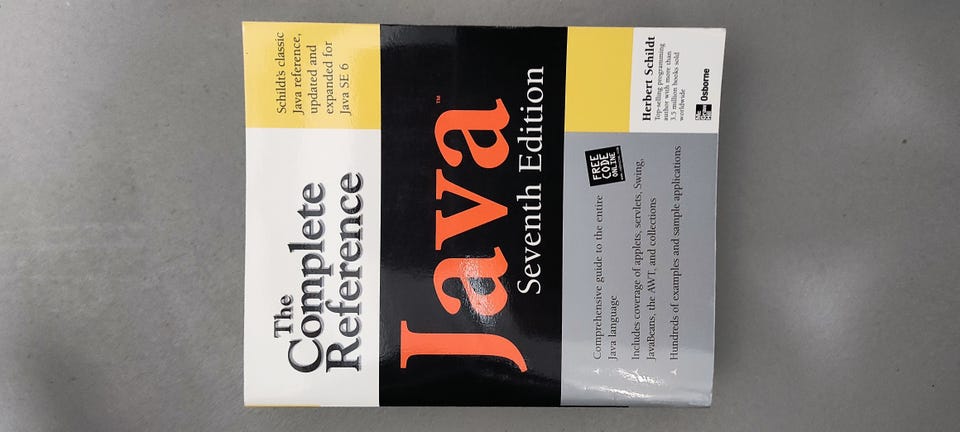 The
Complete
Reference
Schildt's classic
Java reference,
updated and
expanded for
Java SE 6
Java™
Seventh Edition
FREE
CODE
ONLINE
Comprehensive guide to the entire
Java language
Includes coverage of applets, servlets, Swing,
JavaBeans, the AWT, and collections
Hundreds of examples and sample applications
Herbert Schildt
Top-selling programming
author with more than
3.5 million books sold
worldwide
Osborne